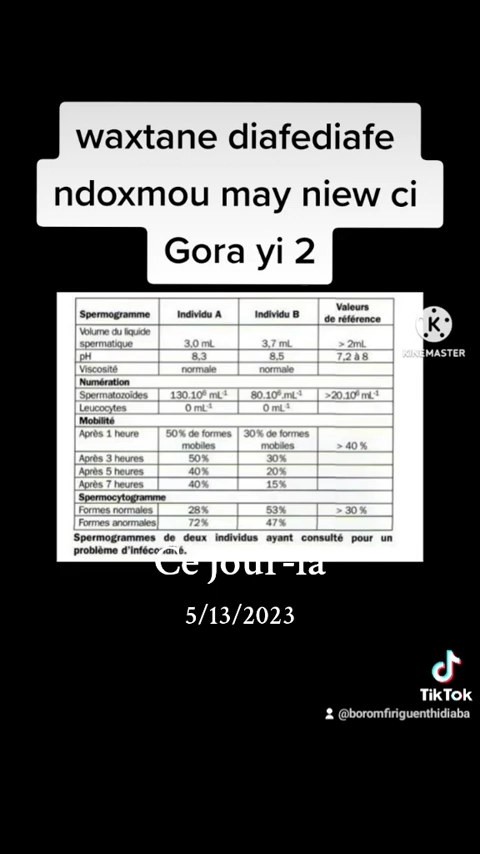 waxtane diafediafe
ndoxmou may niew ci
Gora yi 2
Spermogramme Individu A Individu B Valeurs de référence
Volume du liquide spermatique 3,0 mL 3,7 mL > 2mL
pH 8,3 8,5 7,2 à 8
Viscosité normale normale
Numération
Spermatozoïdes 130.10⁶ mL⁻¹ 80.10⁶.mL⁻¹ >20.10⁶ mL⁻¹
Leucocytes 0 mL⁻¹ 0 mL⁻¹
Mobilité
Après 1 heure 50% de formes mobiles 30% de formes mobiles > 40 %
Après 3 heures 50% 30%
Après 5 heures 40% 20%
Après 7 heures 40% 15%
Spermocytogramme
Formes normales 28% 53% > 30 %
Formes anormales 72% 47%
Spermogrammes de deux individus ayant consulté pour un
problème
K
KINEMASTER
Ce jour-là
5/13/2023
TikTok
@boromfiriguenthidiaba